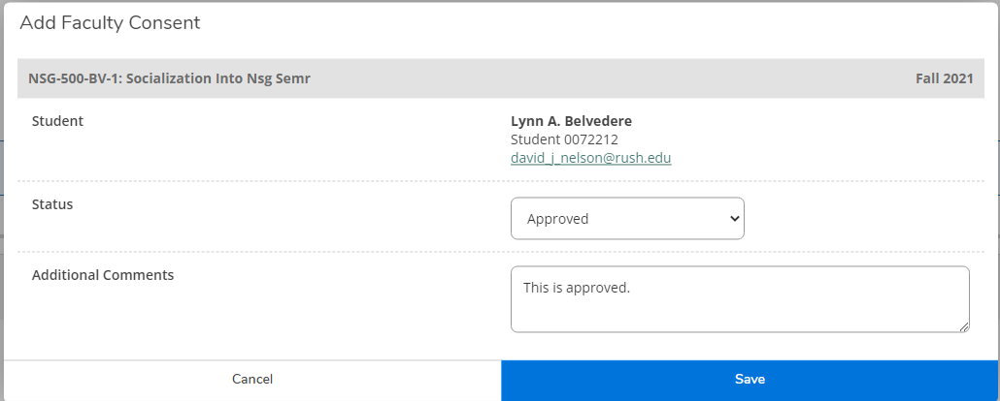 Add Faculty Consent
NSG-500-BV-1: Socialization Into Nsg Semr Fall 2021
Student
Lynn A. Belvedere
Student 0072212
david_j_nelson@rush.edu
Status
Approved
Additional Comments
This is approved.
Cancel
Save